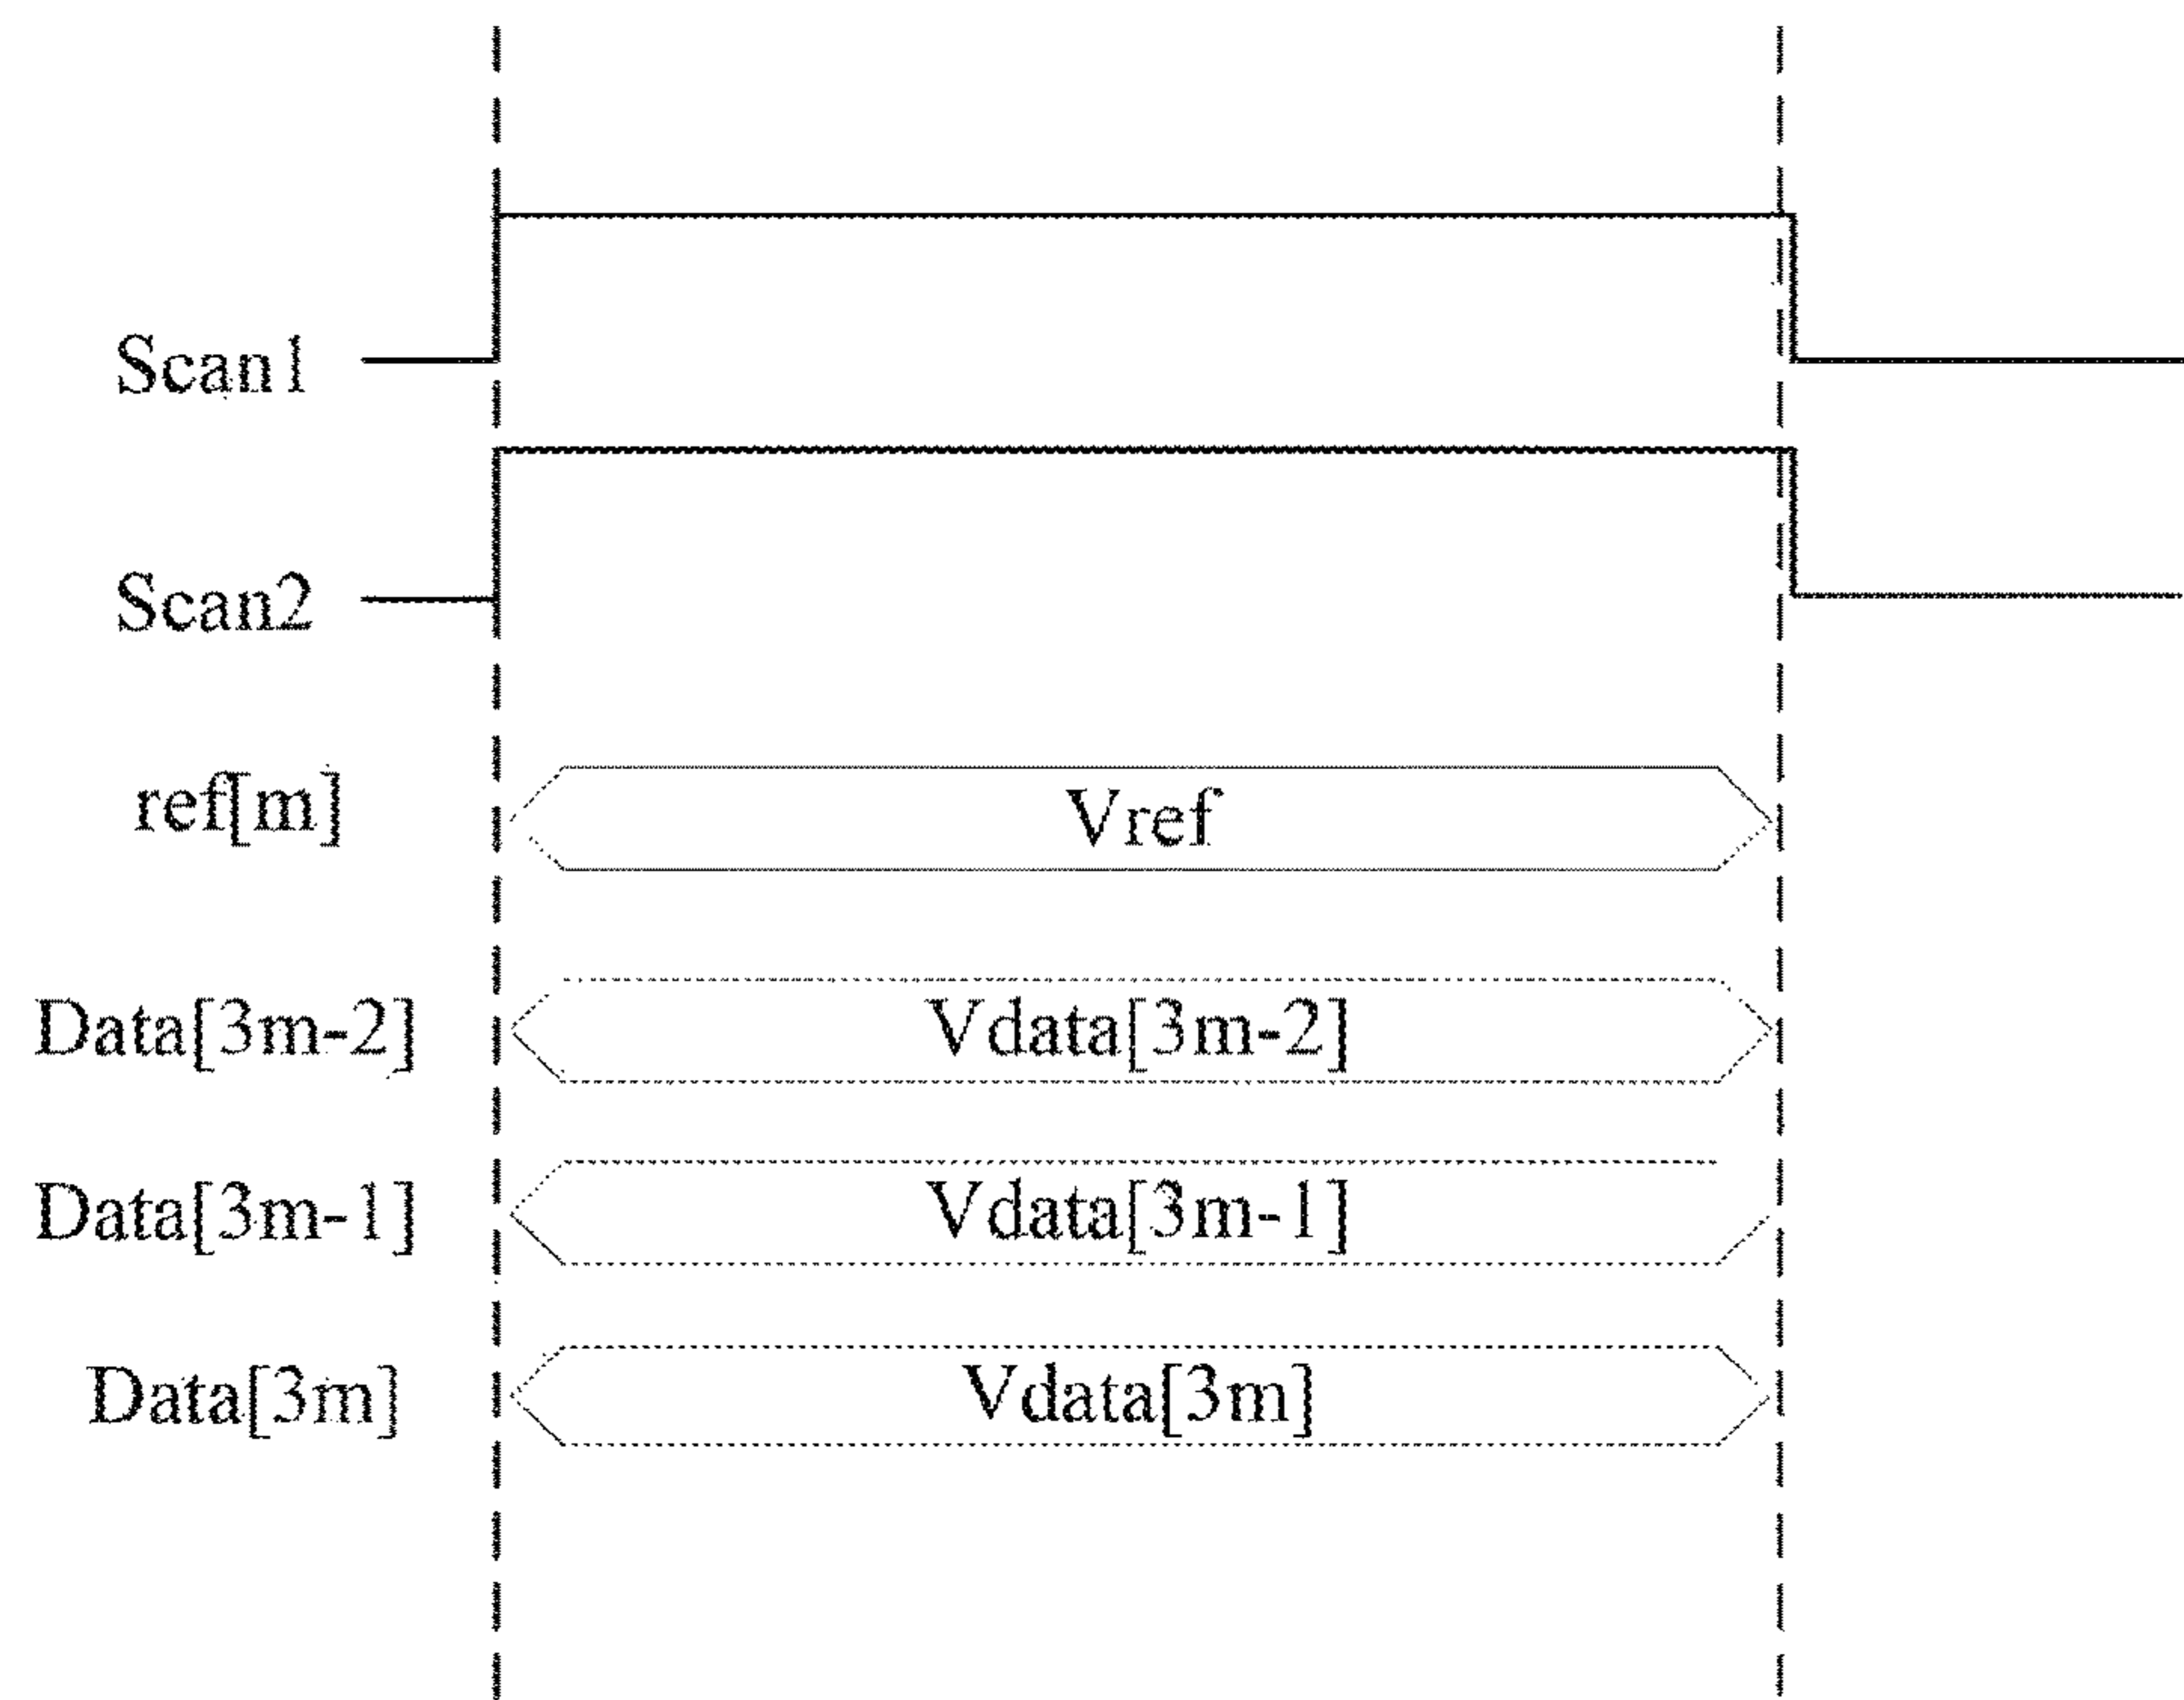 Scan1
Scan2
ref[m] Vref
Data[3m-2] Vdata[3m-2]
Data[3m-1] Vdata[3m-1]
Data[3m] Vdata[3m]